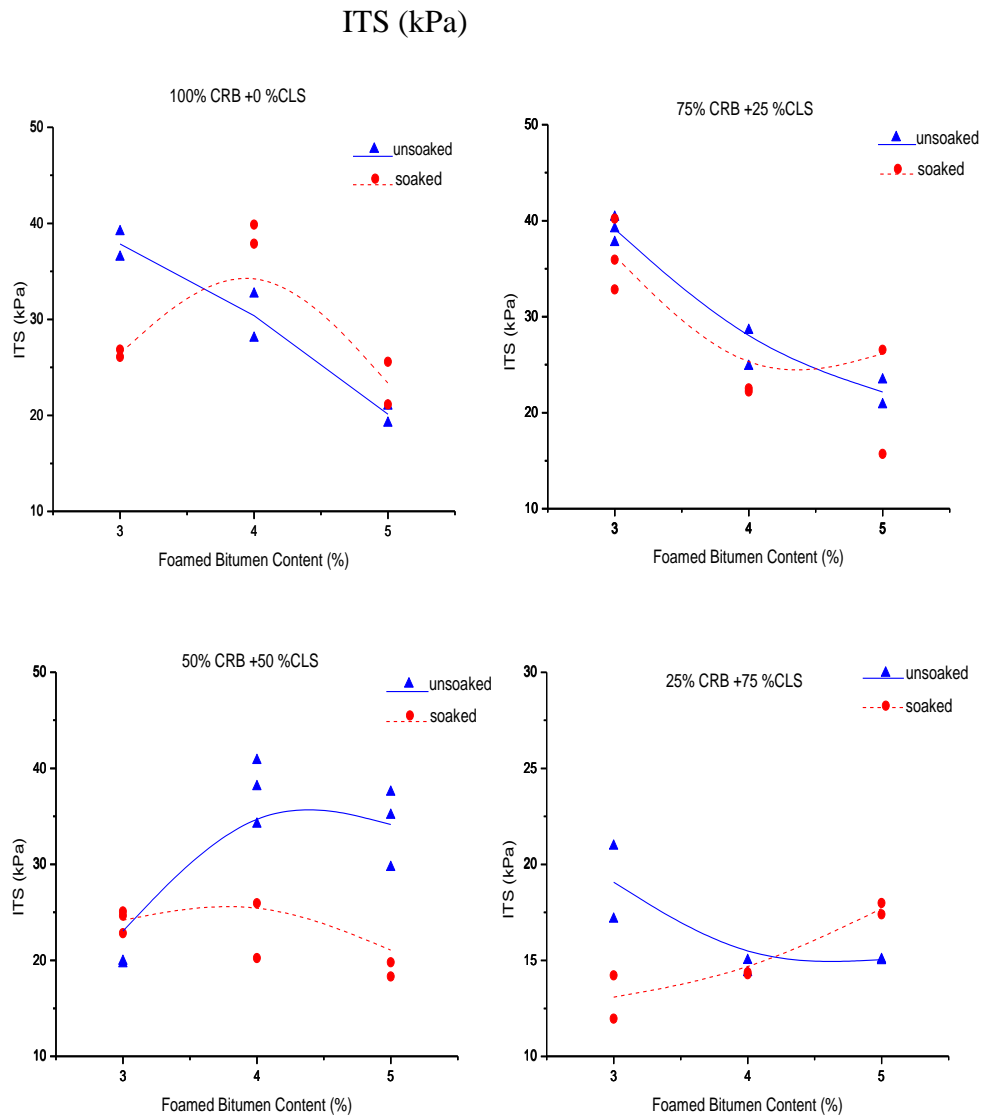 ITS (kPa)
100% CRB +0 %CLS
50
40
30
20
10
ITS (kPa)
unsoaked
soaked
3
4
5
Foamed Bitumen Content (%)
75% CRB +25 %CLS
50
40
30
20
10
ITS (kPa)
unsoaked
soaked
3
4
5
Foamed Bitumen Content (%)
50% CRB +50 %CLS
50
40
30
20
10
ITS (kPa)
unsoaked
soaked
3
4
5
Foamed Bitumen Content (%)
25% CRB +75 %CLS
30
25
20
15
10
ITS (kPa)
unsoaked
soaked
3
4
5
Foamed Bitumen Content (%)